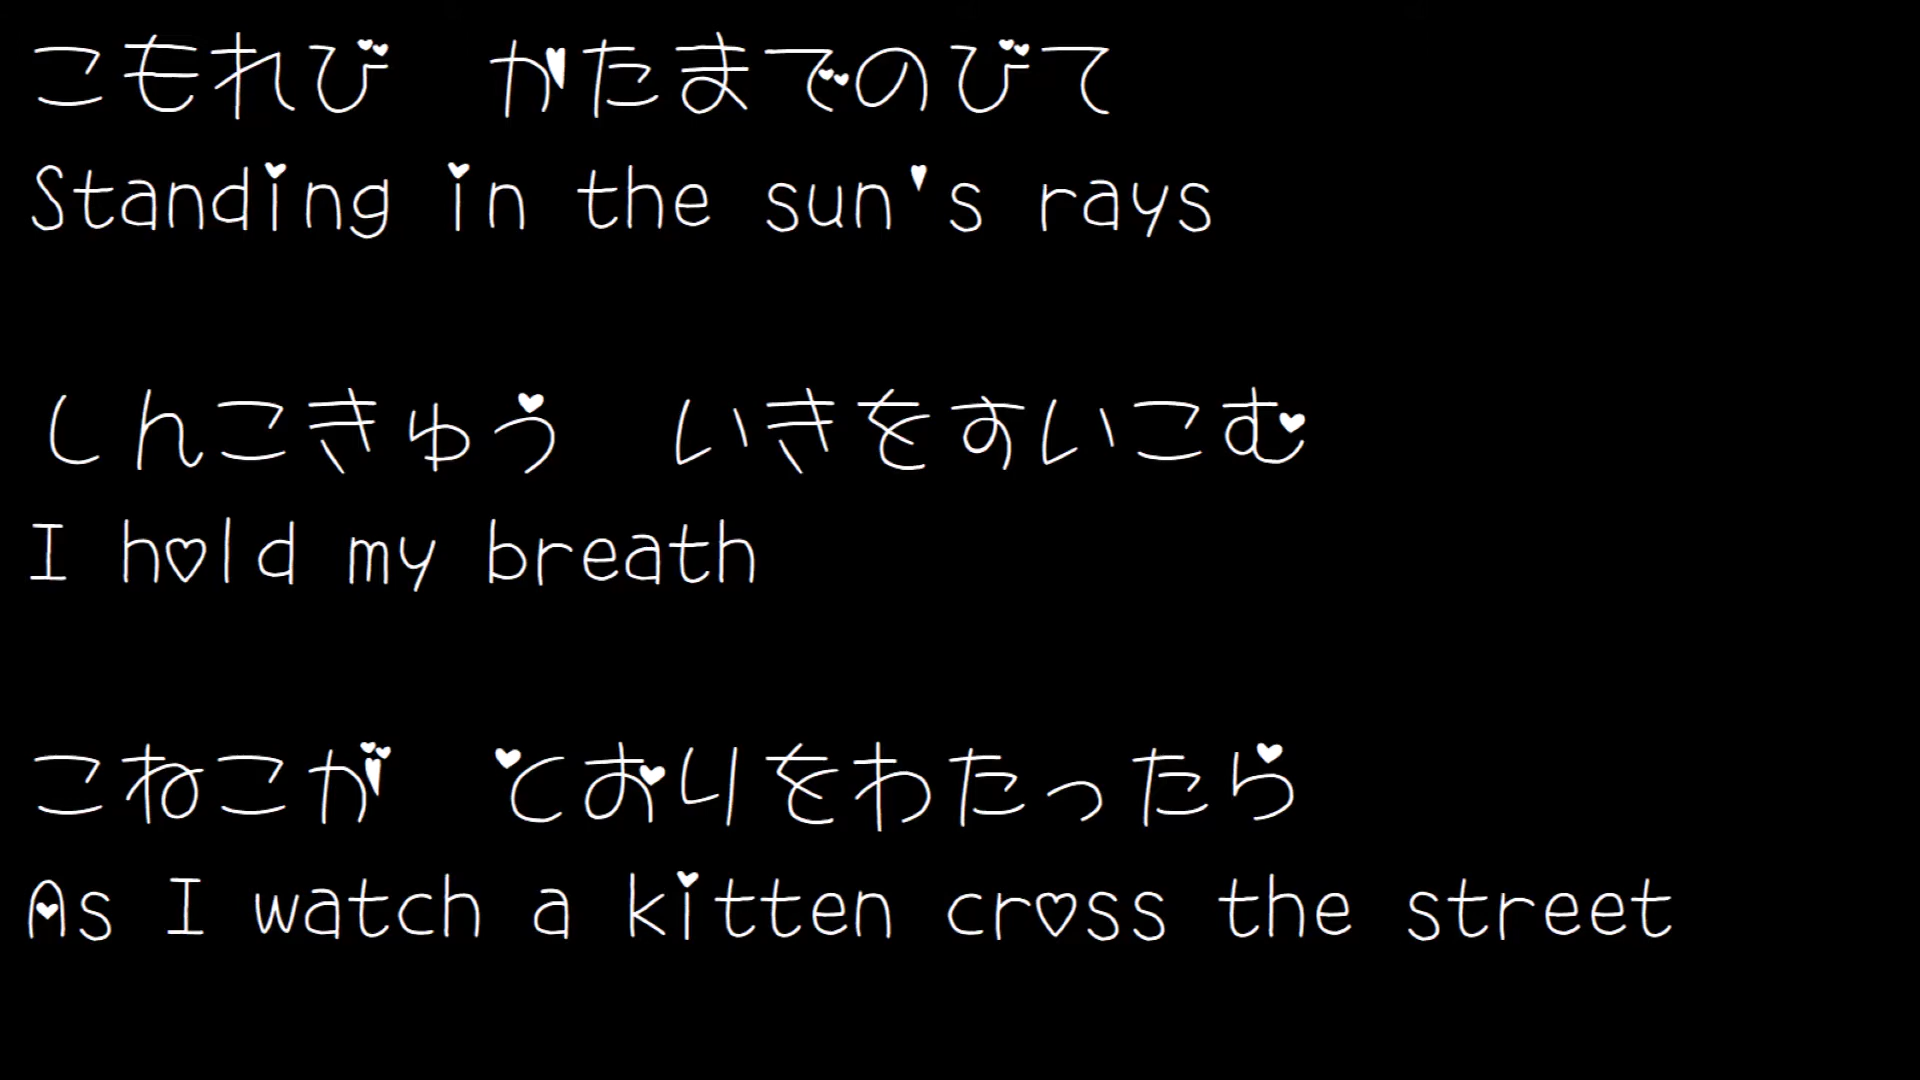 こもれび　かたまでのびて
Standing in the sun's rays
しんこきゅう　いきをすいこむ
I hold my breath
こねこが　とおりをわたったら
As I watch a kitten cross the street